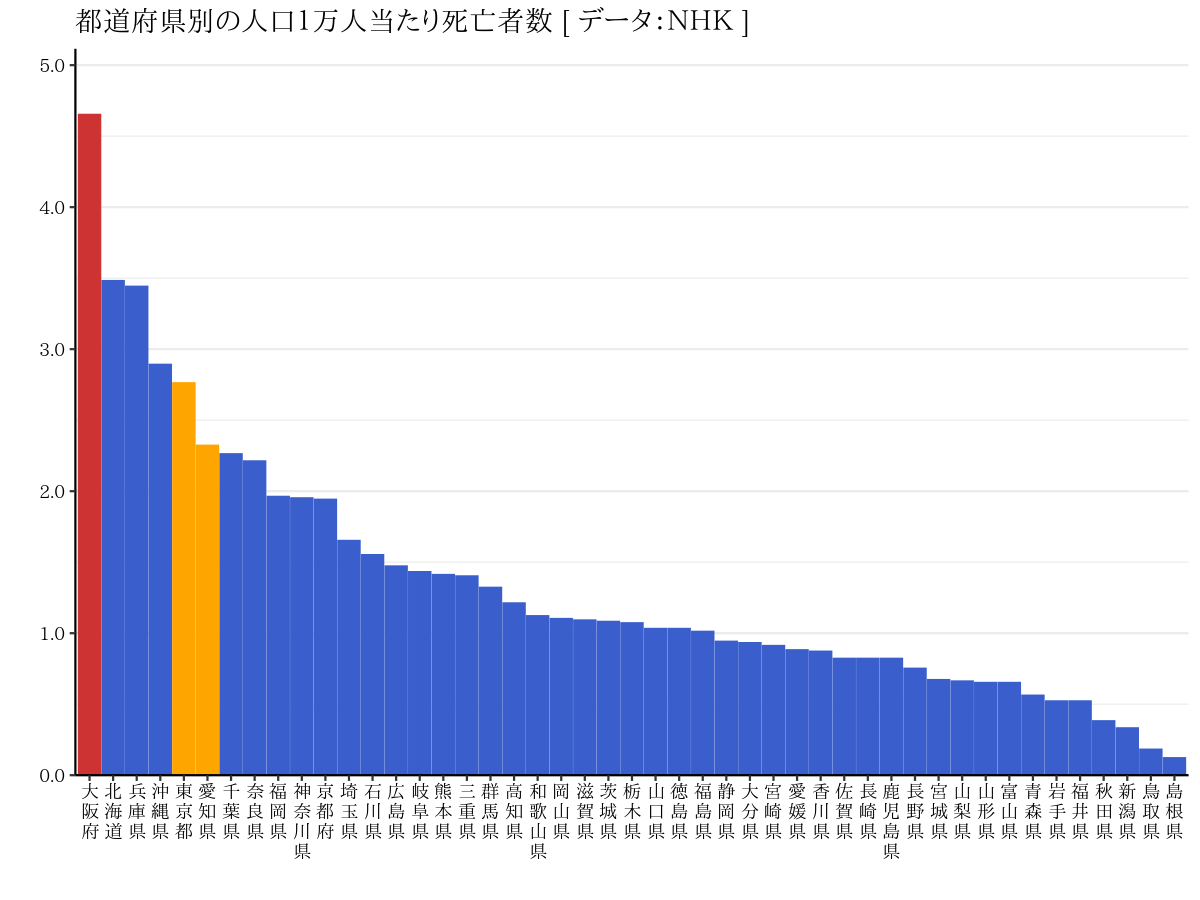 都道府県別の人口1万人当たり死亡者数 [ データ：NHK ]
5.0
4.0
3.0
2.0
1.0
0.0
大阪府
北海道
兵庫県
沖縄県
東京都
愛知県
千葉県
奈良県
福岡県
神奈川県
京都府
埼玉県
石川県
広島県
岐阜県
熊本県
三重県
群馬県
高知県
和歌山県
岡山県
滋賀県
茨城県
栃木県
山口県
徳島県
福島県
静岡県
大分県
宮崎県
愛媛県
香川県
佐賀県
長崎県
鹿児島県
長野県
宮城県
山梨県
山形県
富山県
青森県
岩手県
福井県
秋田県
新潟県
鳥取県
島根県